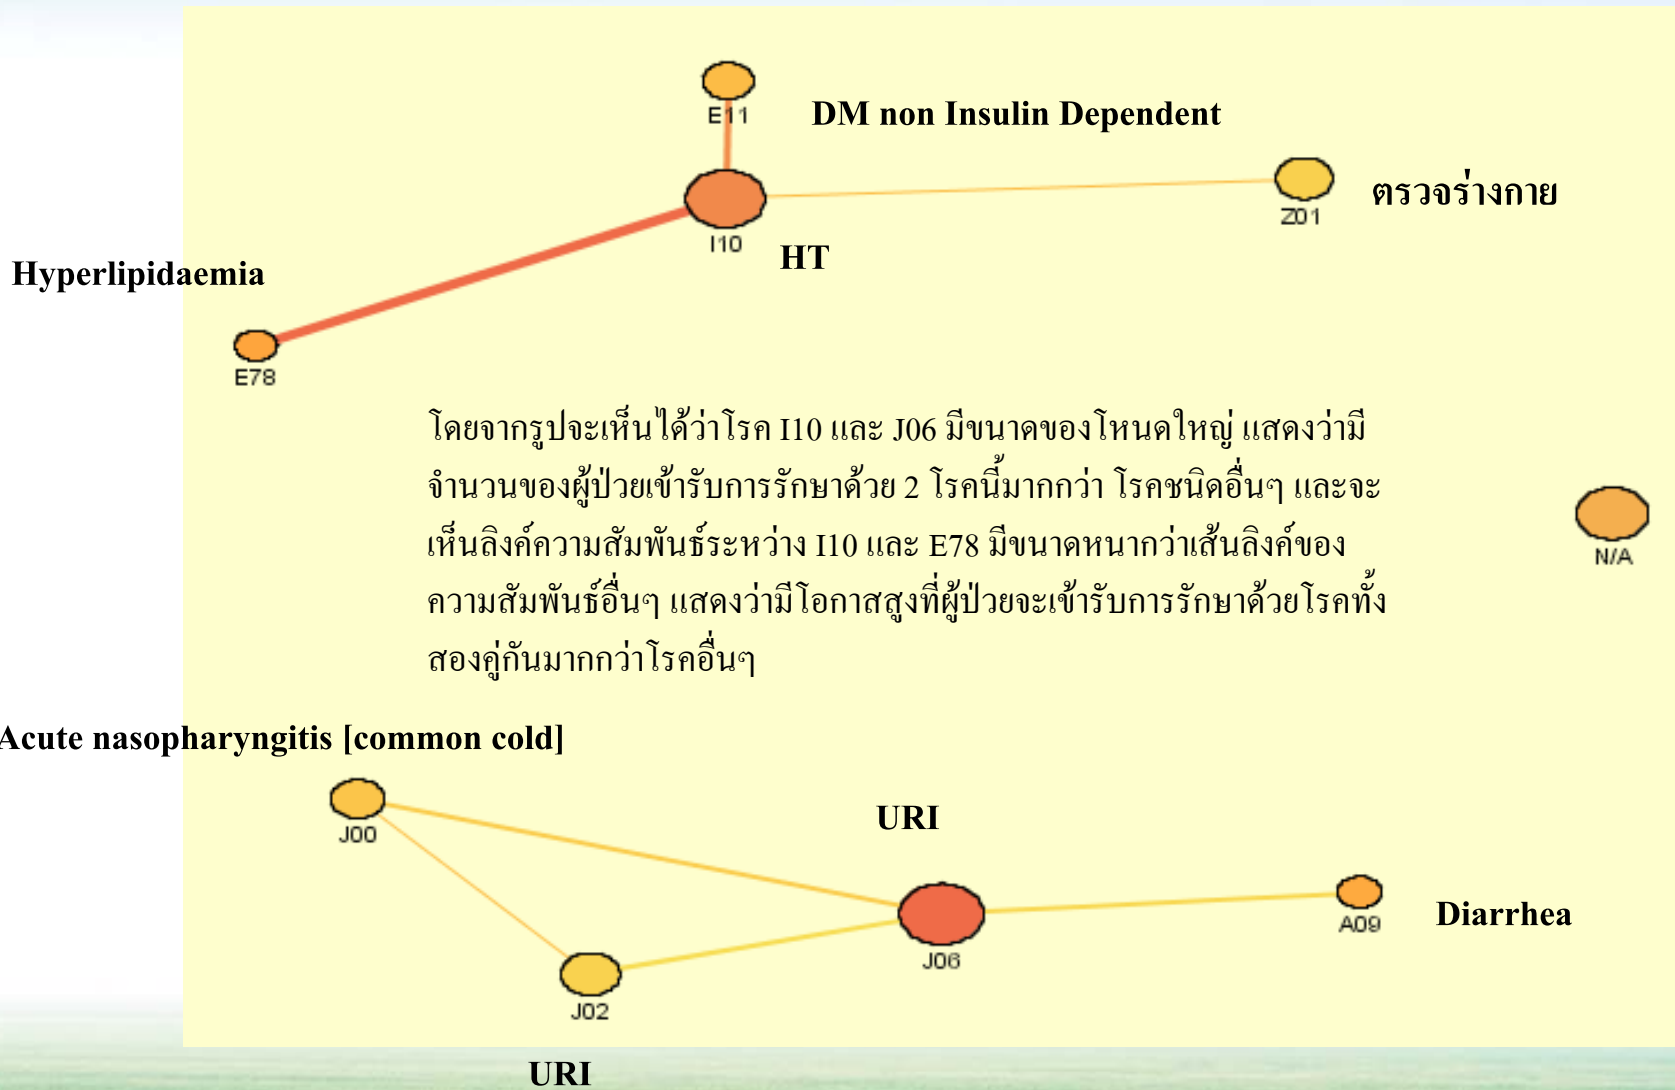 E11
DM non Insulin Dependent
Z01
ตรวจร่างกาย
I10
HT
Hyperlipidaemia
E78
โดยจากรูปจะเห็นได้ว่าโรค I10 และ J06 มีขนาดของโหนดใหญ่ แสดงว่ามี
จำนวนของผู้ป่วยเข้ารับการรักษาด้วย 2 โรคนี้มากกว่า โรคชนิดอื่นๆ และจะ
เห็นลิงค์ความสัมพันธ์ระหว่าง I10 และ E78 มีขนาดหนากว่าเส้นลิงค์ของ
ความสัมพันธ์อื่นๆ แสดงว่ามีโอกาสสูงที่ผู้ป่วยจะเข้ารับการรักษาด้วยโรคทั้ง
สองคู่กันมากกว่าโรคอื่นๆ
N/A
Acute nasopharyngitis [common cold]
J00
URI
J06
A09
Diarrhea
J02
URI